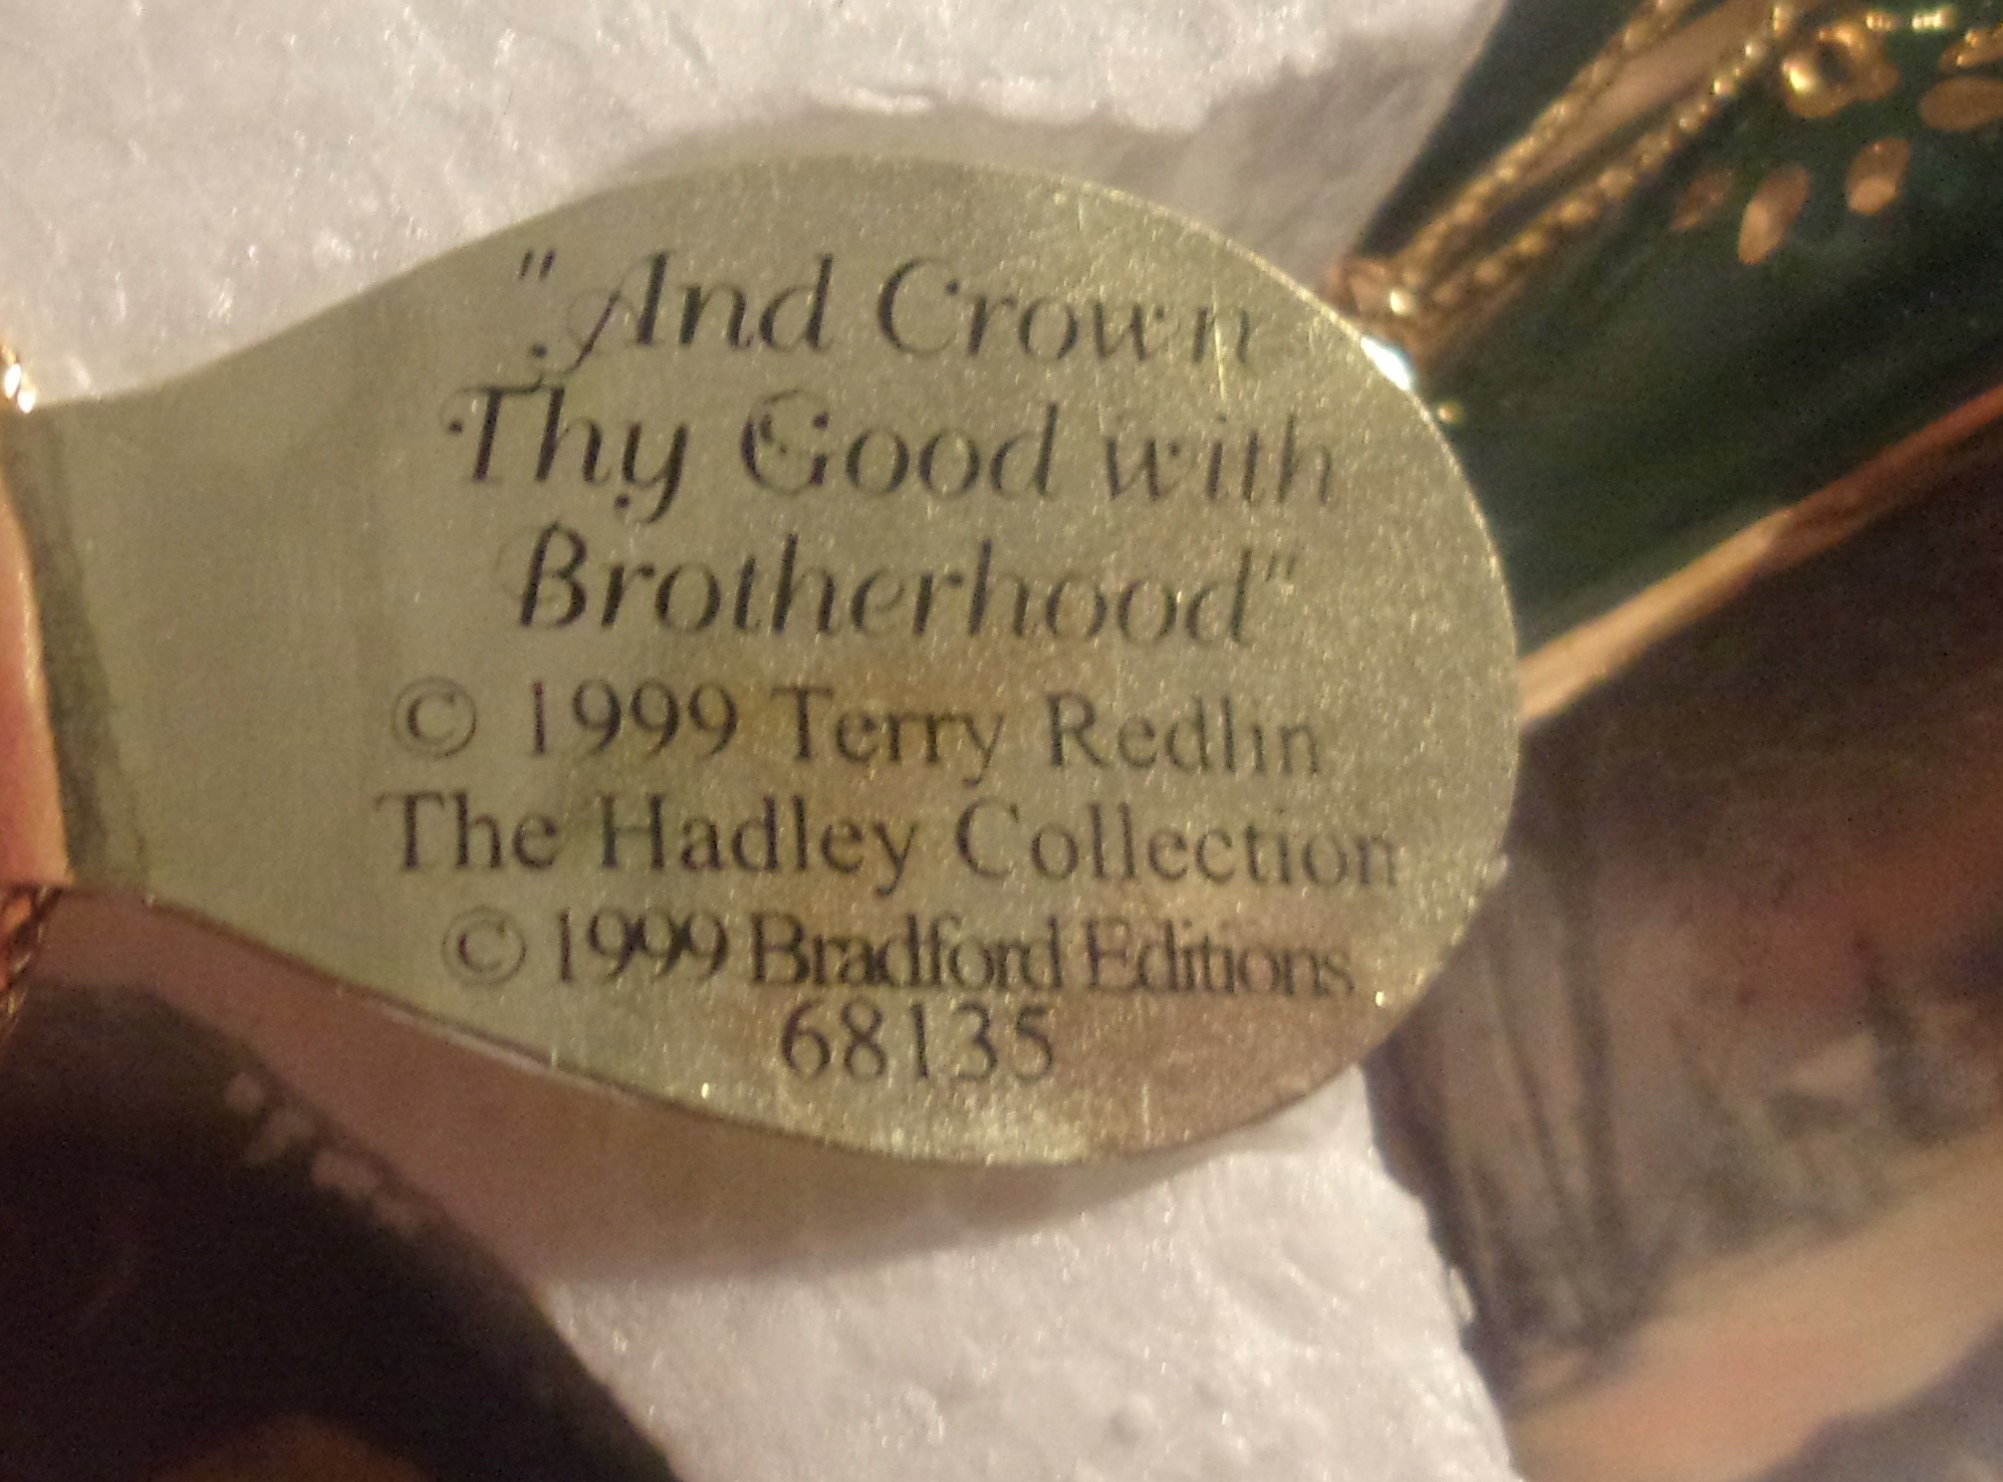 "And Crown
Thy Good with
Brotherhood"
© 1999 Terry Redlin
The Hadley Collection
© 1999 Bradford Editions
68135